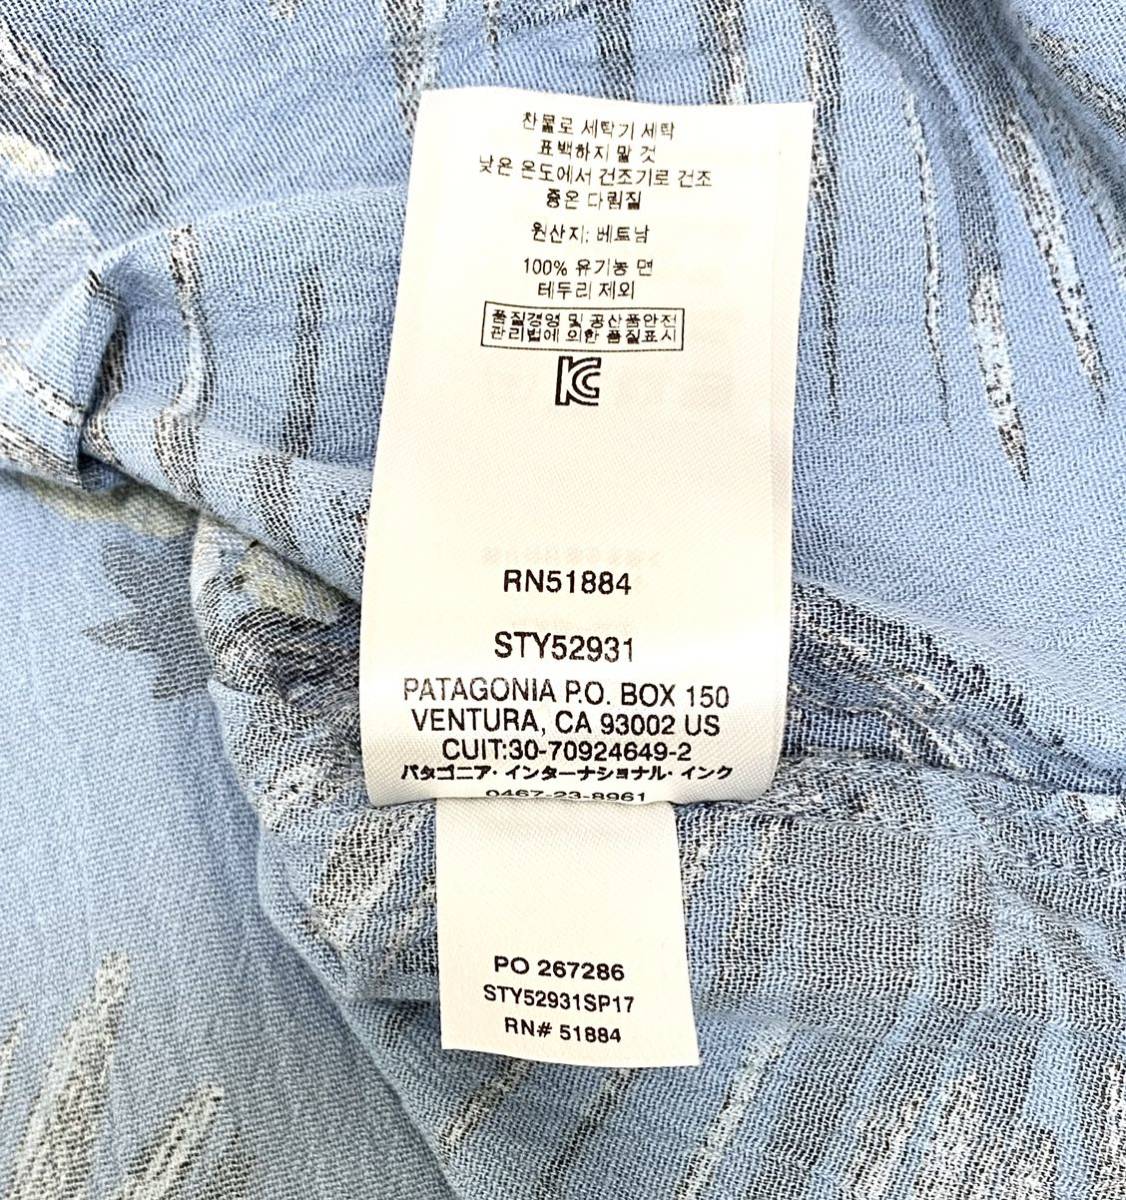 찬물로 세탁기 세탁
표백하지 말 것
낮은 온도에서 건조기로 건조
중온 다림질
원산지: 베트남
100% 유기농 면
테두리 제외
품질경영 및 공산품안전
관리법에 의한 품질표시
KC
RN51884
STY52931
PATAGONIA P.O. BOX 150
VENTURA, CA 93002 US
CUIT:30-70924649-2
パタゴニア・インターナショナル・インク
0467-23-8961
PO 267286
STY52931SP17
RN# 51884